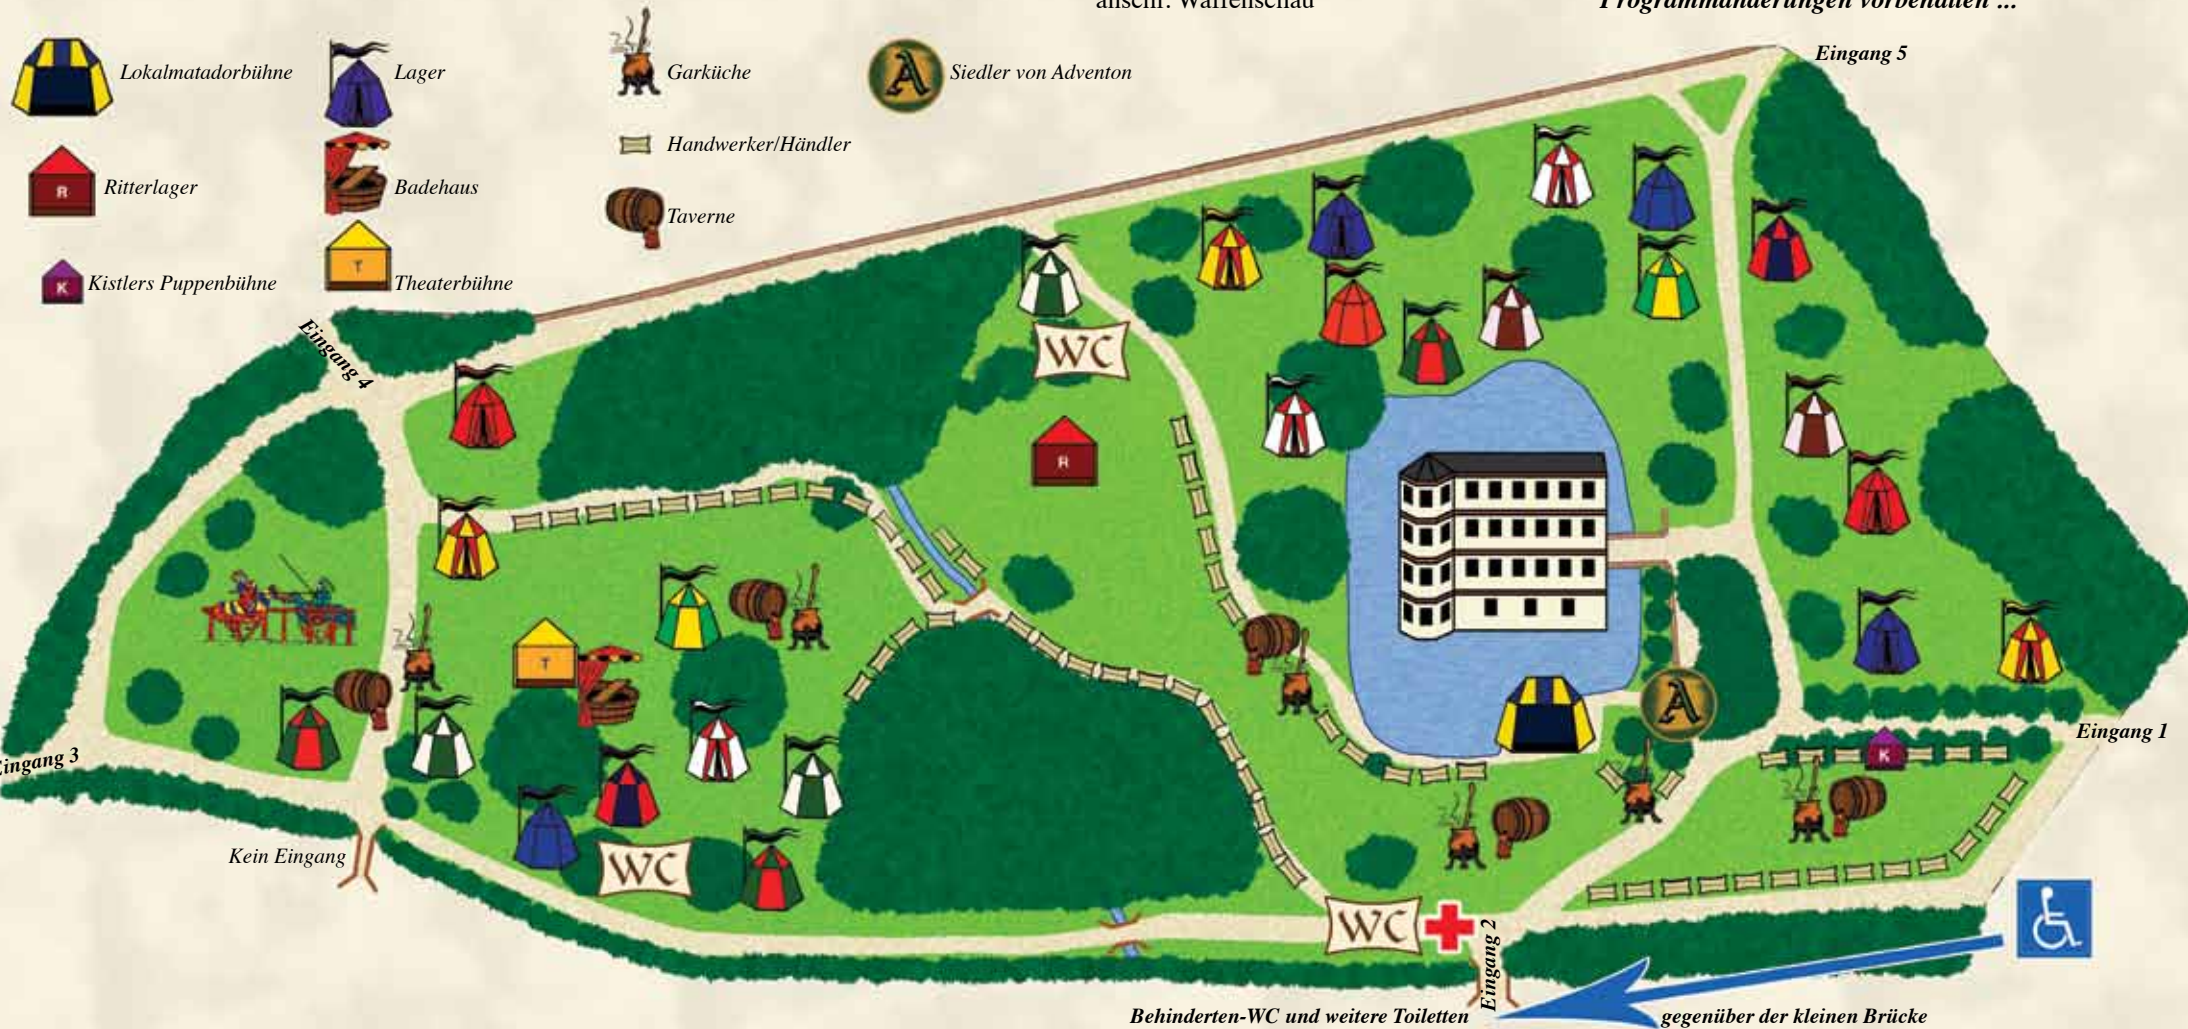 anschl. Waffenschau
Programmänderungen vorbehalten ...
Lokalmatadorbühne
Lager
Garküche
A
Siedler von Adventon
Eingang 5
Handwerker/Händler
R
Ritterlager
Badehaus
Taverne
K
Kistlers Puppenbühne
T
Theaterbühne
Eingang 4
WC
R
T
A
Eingang 3
Eingang 1
K
Kein Eingang
WC
WC
Eingang 2
Behinderten-WC und weitere Toiletten
gegenüber der kleinen Brücke